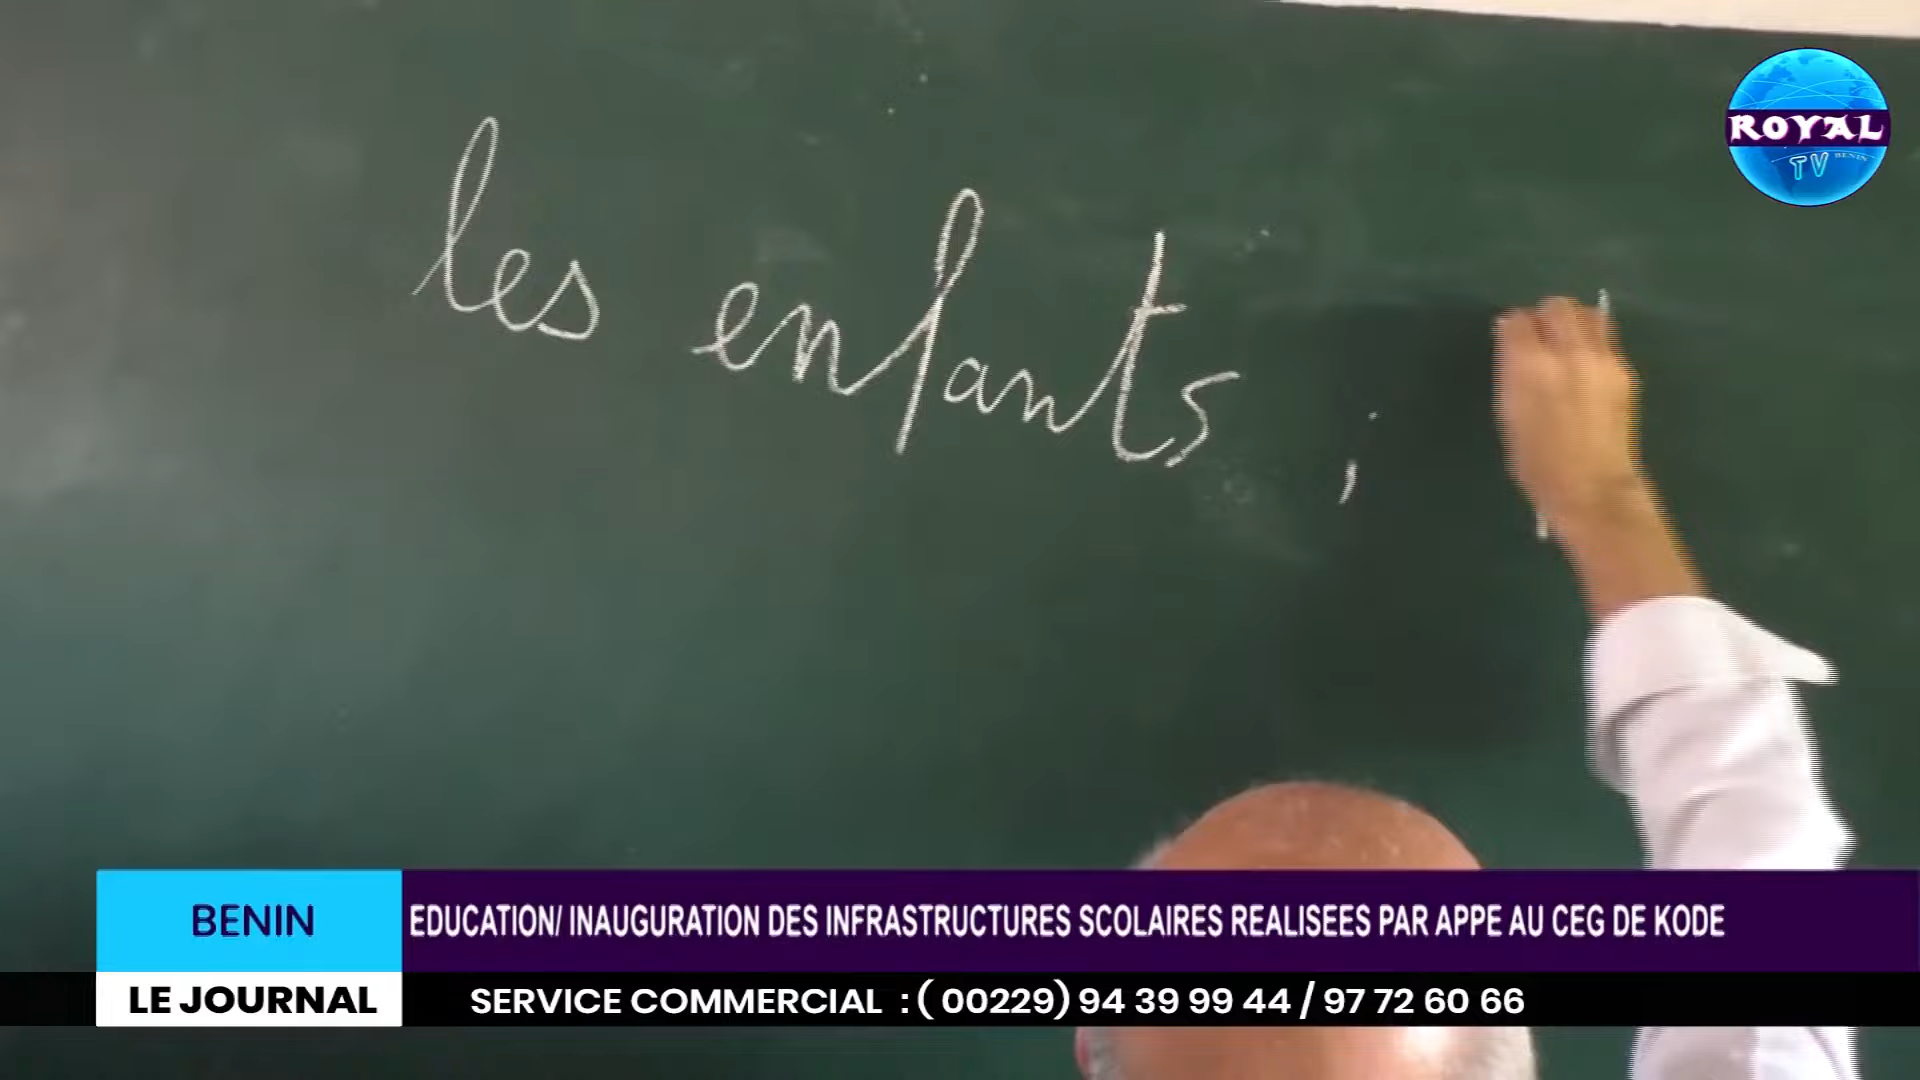 ROYAL
TV BENIN
les enfants,
BENIN
EDUCATION/ INAUGURATION DES INFRASTRUCTURES SCOLAIRES REALISEES PAR APPE AU CEG DE KODE
LE JOURNAL
SERVICE COMMERCIAL : ( 00229) 94 39 99 44 / 97 72 60 66